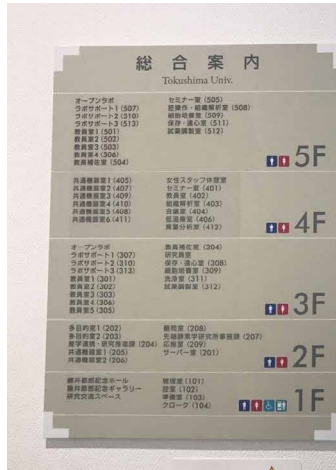 総合案内
Tokushima Univ.
オープンラボ
ラボサポート1 (507)
ラボサポート2 (310)
ラボサポート3 (513)
教員室1 (501)
教員室2 (502)
教員室3 (503)
教員室4 (506)
教員補佐室 (504)
セミナー室 (505)
胚操作・組織解析室 (508)
細胞培養室 (509)
保存・遠心室 (511)
試薬調製室 (512)
5F
共通機器室1 (405)
共通機器室2 (407)
共通機器室3 (409)
共通機器室4 (410)
共通機器室5 (408)
共通機器室6 (411)
女性スタッフ休憩室
セミナー室 (401)
教員室 (402)
組織解析室 (403)
会議室 (404)
低温実験室 (406)
質量分析室 (412)
4F
オープンラボ
ラボサポート1 (307)
ラボサポート2 (310)
ラボサポート3 (313)
教員室1 (301)
教員室2 (302)
教員室3 (303)
教員室4 (306)
教員室5 (305)
教員補佐室 (304)
研究員室
保存・遠心室 (308)
細胞培養室 (309)
洗浄室 (311)
試薬調製室 (312)
3F
多目的室1 (202)
多目的室2 (203)
産学連携・研究推進課 (204)
共通機器室1 (205)
共通機器室2 (206)
顧問室 (208)
先端酵素学研究所事務課 (207)
応接室 (209)
サーバー室 (201)
2F
藤井節郎記念ホール
藤井節郎記念ギャラリー
研究交流スペース
管理室 (101)
控室 (102)
準備室 (103)
クローク (104)
1F